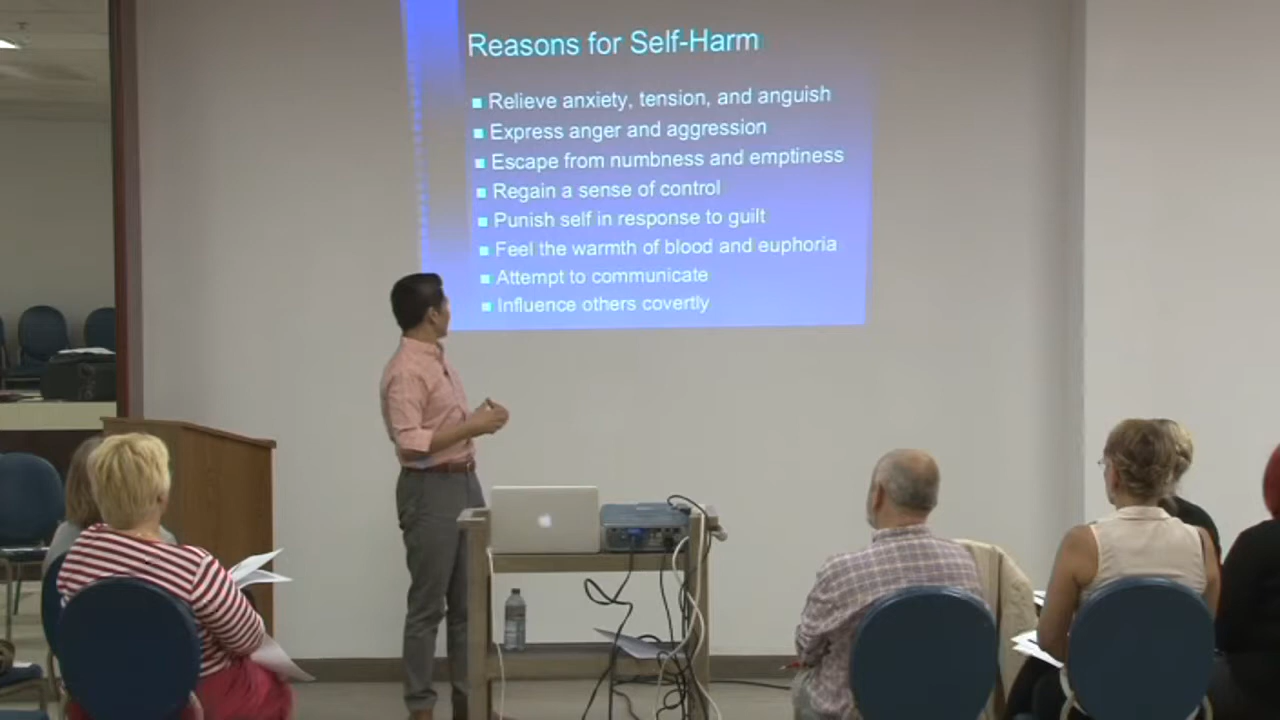 Reasons for Self-Harm
Relieve anxiety, tension, and anguish
Express anger and aggression
Escape from numbness and emptiness
Regain a sense of control
Punish self in response to guilt
Feel the warmth of blood and euphoria
Attempt to communicate
Influence others covertly